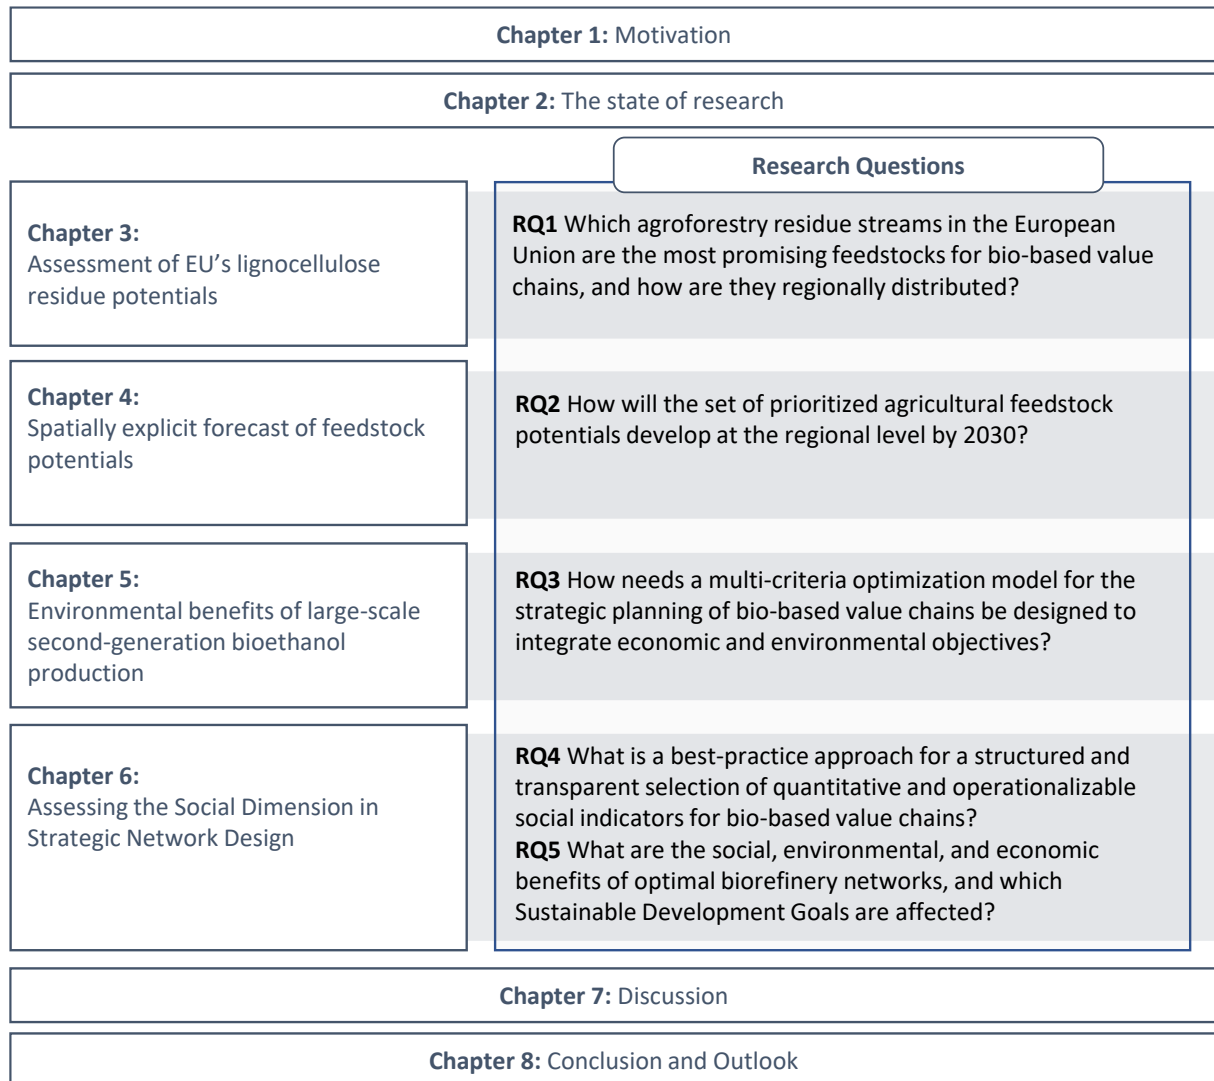 Chapter 1: Motivation
Chapter 2: The state of research
Research Questions
Chapter 3:
Assessment of EU's lignocellulose
residue potentials
RQ1 Which agroforestry residue streams in the European
Union are the most promising feedstocks for bio-based value
chains, and how are they regionally distributed?
Chapter 4:
Spatially explicit forecast of feedstock
potentials
RQ2 How will the set of prioritized agricultural feedstock
potentials develop at the regional level by 2030?
Chapter 5:
Environmental benefits of large-scale
second-generation bioethanol
production
RQ3 How needs a multi-criteria optimization model for the
strategic planning of bio-based value chains be designed to
integrate economic and environmental objectives?
Chapter 6:
Assessing the Social Dimension in
Strategic Network Design
RQ4 What is a best-practice approach for a structured and
transparent selection of quantitative and operationalizable
social indicators for bio-based value chains?
RQ5 What are the social, environmental, and economic
benefits of optimal biorefinery networks, and which
Sustainable Development Goals are affected?
Chapter 7: Discussion
Chapter 8: Conclusion and Outlook